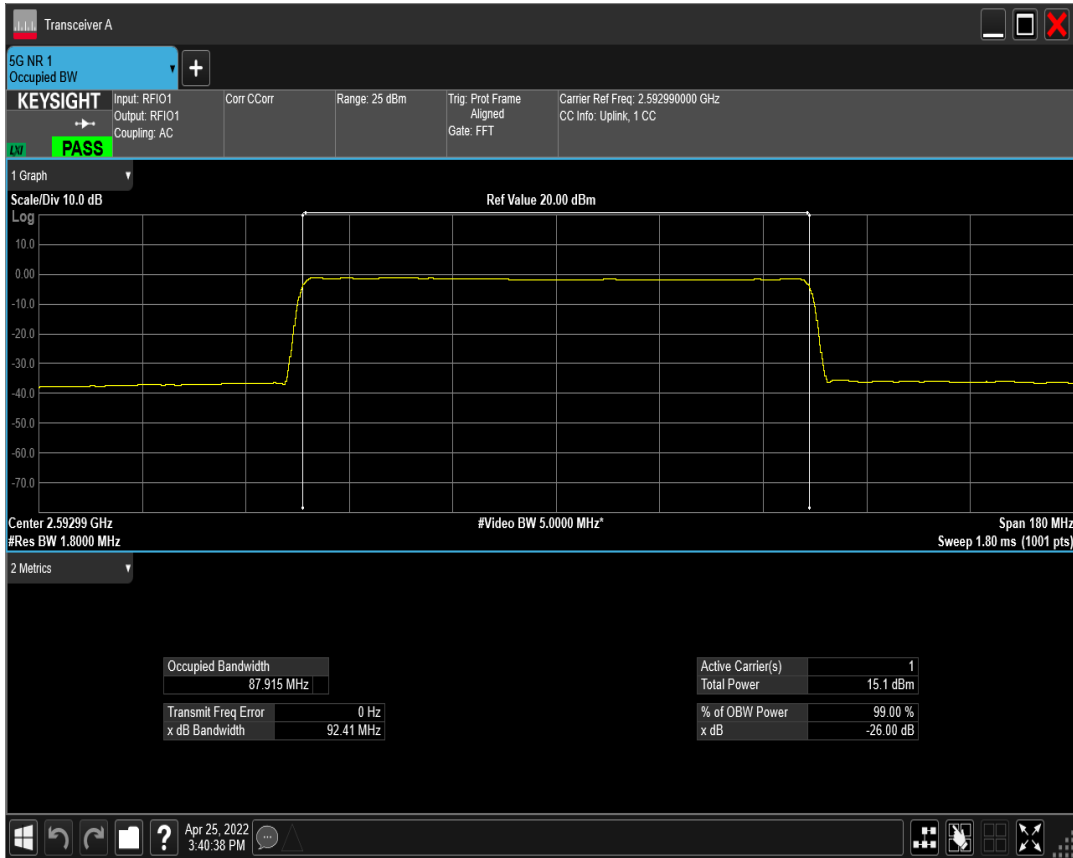 Transceiver A
5G NR 1
Occupied BW
+
KEYSIGHT
LXI
PASS
Input: RFIO1
Output: RFIO1
Coupling: AC
Corr CCorr
Range: 25 dBm
Trig: Prot Frame
Aligned
Gate: FFT
Carrier Ref Freq: 2.592990000 GHz
CC Info: Uplink, 1 CC
1 Graph
Scale/Div 10.0 dB
Ref Value 20.00 dBm
Log
10.0
0.00
-10.0
-20.0
-30.0
-40.0
-50.0
-60.0
-70.0
Center 2.59299 GHz
#Video BW 5.0000 MHz*
Span 180 MHz
#Res BW 1.8000 MHz
Sweep 1.80 ms (1001 pts)
2 Metrics
Occupied Bandwidth
87.915 MHz
Transmit Freq Error 0 Hz
x dB Bandwidth 92.41 MHz
Active Carrier(s) 1
Total Power 15.1 dBm
% of OBW Power 99.00 %
x dB -26.00 dB
?
Apr 25, 2022
3:40:38 PM